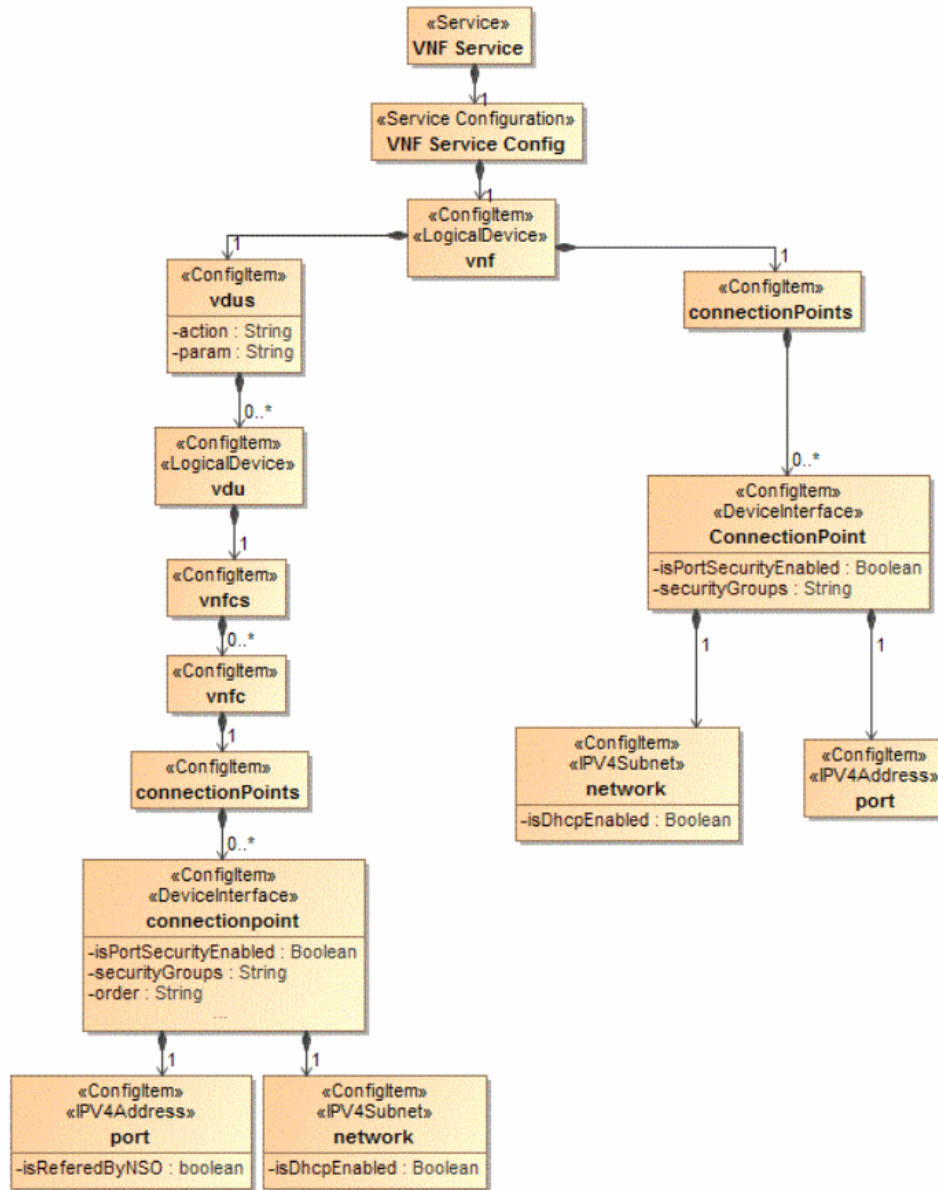 «Service»
VNF Service
1
«Service Configuration»
VNF Service Config
1
«ConfigItem»
«LogicalDevice»
vnf
1
1
«ConfigItem»
vdus
-action : String
-param : String
«ConfigItem»
connectionPoints
0..*
0..*
«ConfigItem»
«LogicalDevice»
vdu
«ConfigItem»
«DeviceInterface»
ConnectionPoint
-isPortSecurityEnabled : Boolean
-securityGroups : String
1
«ConfigItem»
vnfcs
0..*
1
1
«ConfigItem»
vnfc
1
«ConfigItem»
connectionPoints
«ConfigItem»
«IPV4Subnet»
network
-isDhcpEnabled : Boolean
«ConfigItem»
«IPV4Address»
port
0..*
«ConfigItem»
«DeviceInterface»
connectionpoint
-isPortSecurityEnabled : Boolean
-securityGroups : String
-order : String
...
1
1
«ConfigItem»
«IPV4Address»
port
-isReferedByNSO : boolean
«ConfigItem»
«IPV4Subnet»
network
-isDhcpEnabled : Boolean